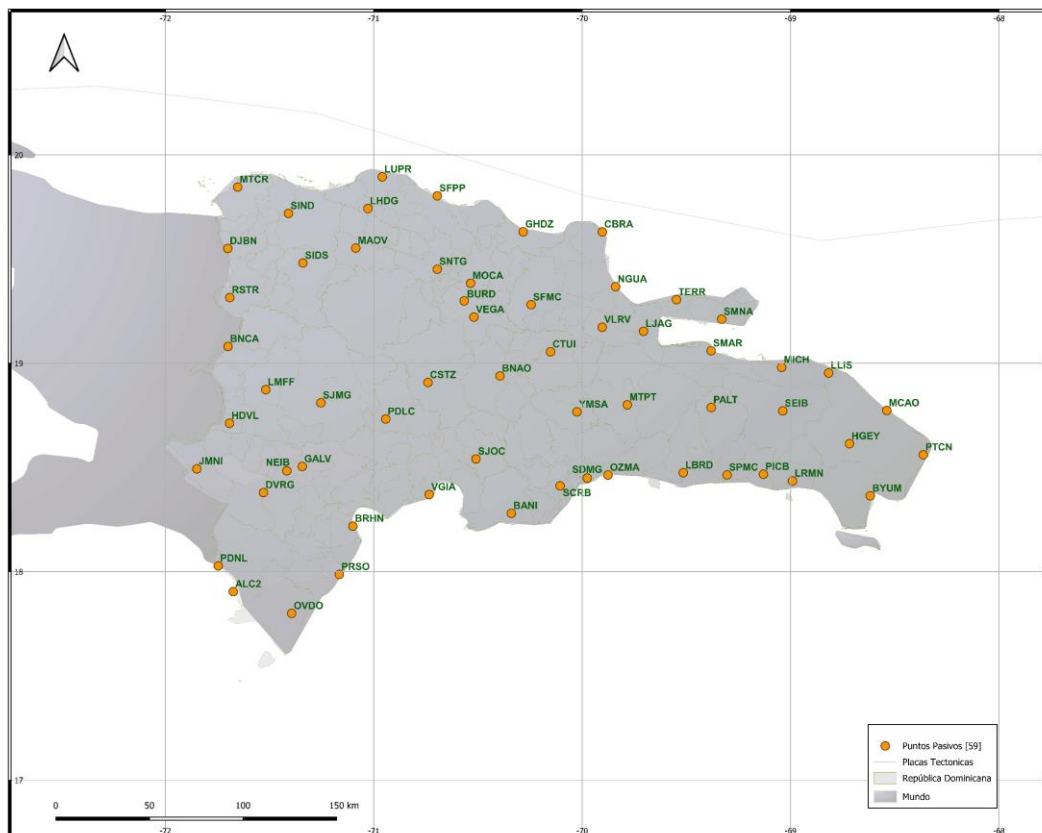 -72 -71 -70 -69 -68
20
LUPR
MTCR
SFPP
SIND
LHDG
GHDZ
CBRA
DJBN
MAOV
SIDS
SNTG
MOCA
NGUA
RSTR
BURD
SFMC
TERR
VEGA
SMNA
VLRV
LJAG
BNCA
CTUI
SMAR
19
MICH
LLIS
BNAO
CSTZ
LMFF
SJMG
MTPT
YMSA
PALT
SEIB
MCAO
PDLC
HDVL
HGEY
SJOC
PTCN
JMNI
NEIB
GALV
SDMG
OZMA
LBRD
SPMC
PICB
LRMN
DVRG
VGIA
SCRB
BYUM
BANI
BRHN
18
PDNL
PRSO
ALC2
OVDO
17
Puntos Pasivos [59]
Placas Tectonicas
República Dominicana
Mundo
0 50 100 150 km
-72 -71 -70 -69 -68